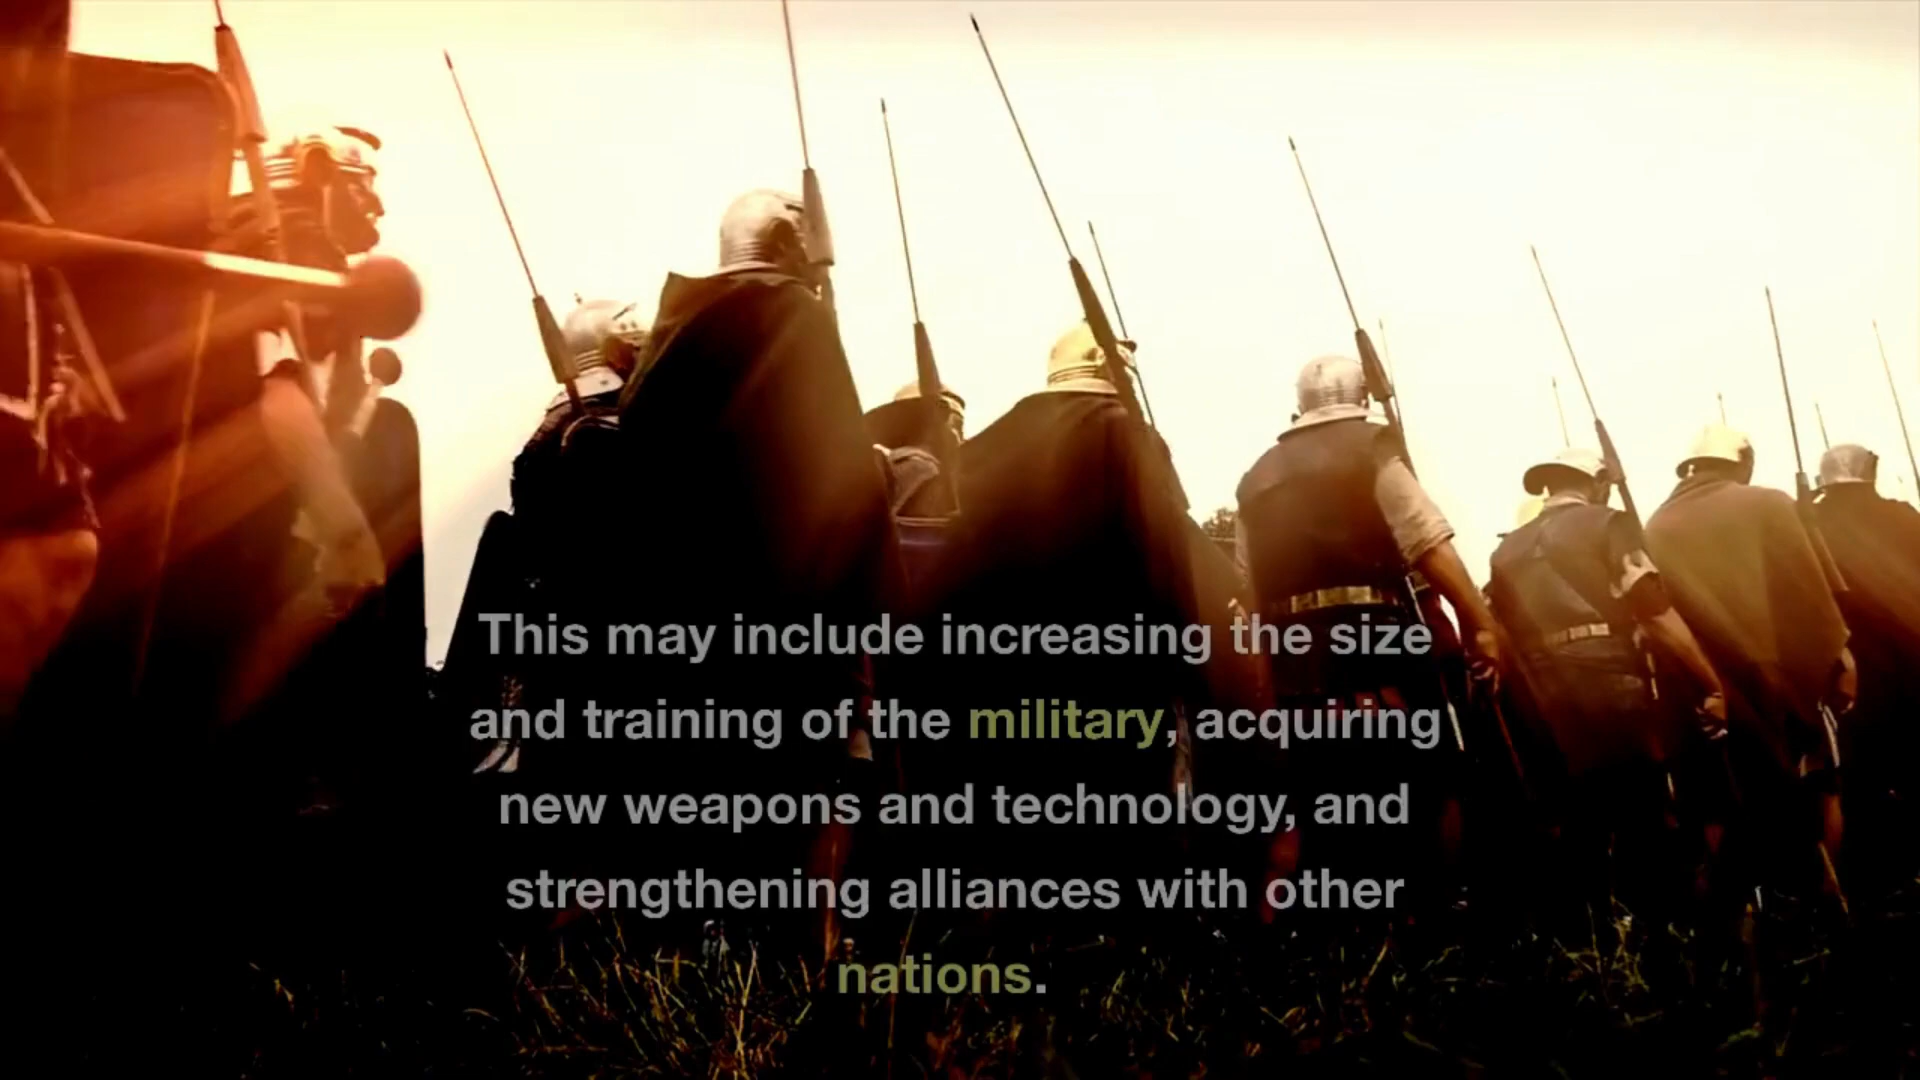 This may include increasing the size
and training of the military, acquiring
new weapons and technology, and
strengthening alliances with other
nations.